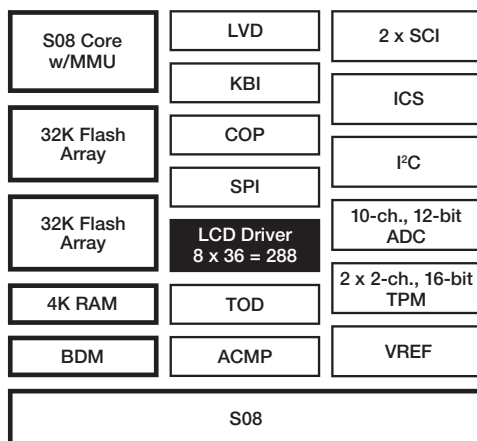 S08 Core
w/MMU
32K Flash
Array
32K Flash
Array
4K RAM
BDM
LVD
KBI
COP
SPI
LCD Driver
8 x 36 = 288
TOD
ACMP
2 x SCI
ICS
I²C
10-ch., 12-bit
ADC
2 x 2-ch., 16-bit
TPM
VREF
S08